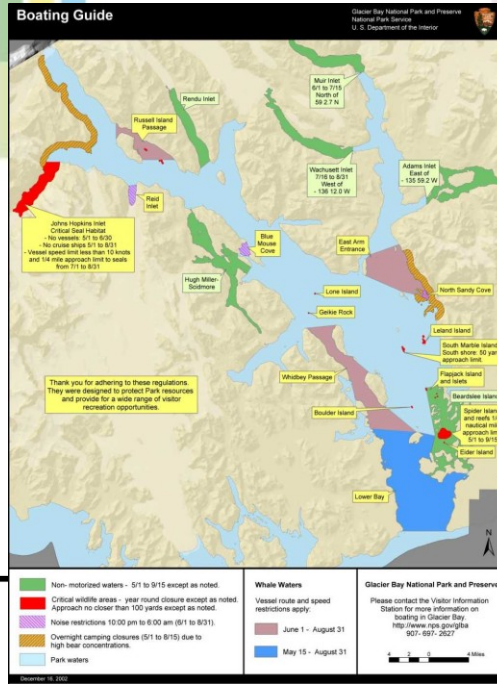 Boating Guide
Glacier Bay National Park and Preserve
National Park Service
U. S. Department of the Interior
Muir Inlet
6/1 to 7/15
North of
59 2.7 N
Rendu Inlet
Russell Island
Passage
Wachusett Inlet
7/16 to 8/31
West of
- 136 12.0 W
Adams Inlet
East of
- 135 59.2 W
Reid
Inlet
Johns Hopkins Inlet
Critical Seal Habitat
- No vessels: 5/1 to 6/30
- No cruise ships 5/1 to 8/31
- Vessel speed limit less than 10 knots
and 1/4 mile approach limit to seals
from 7/1 to 8/31
Blue
Mouse
Cove
East Arm
Entrance
Hugh Miller-
Scidmore
Lone Island
North Sandy Cove
Geikie Rock
Leland Island
South Marble Island
South shore: 50 yard
approach limit
Whidbey Passage
Flapjack Island
and Islets
Thank you for adhering to these regulations.
They were designed to protect Park resources
and provide for a wide range of visitor
recreation opportunities.
Beardslee Island
Boulder Island
Spider Island
and reefs 1/
nautical mil
approach lim
5/1 to 9/15
Eider Island
Lower Bay
N
Non- motorized waters - 5/1 to 9/15 except as noted.
Critical wildlife areas - year round closure except as noted.
Approach no closer than 100 yards except as noted.
Noise restrictions 10:00 pm to 6:00 am (6/1 to 8/31).
Overnight camping closures (5/1 to 8/15) due to
high bear concentrations.
Park waters
Whale Waters
Vessel route and speed
restrictions apply:
June 1 - August 31
May 15 - August 31
Glacier Bay National Park and Preserve
Please contact the Visitor Information
Station for more information on
boating in Glacier Bay.
http://www.nps.gov/glba
907- 697- 2627
4 2 0 4 Miles
December 16, 2002